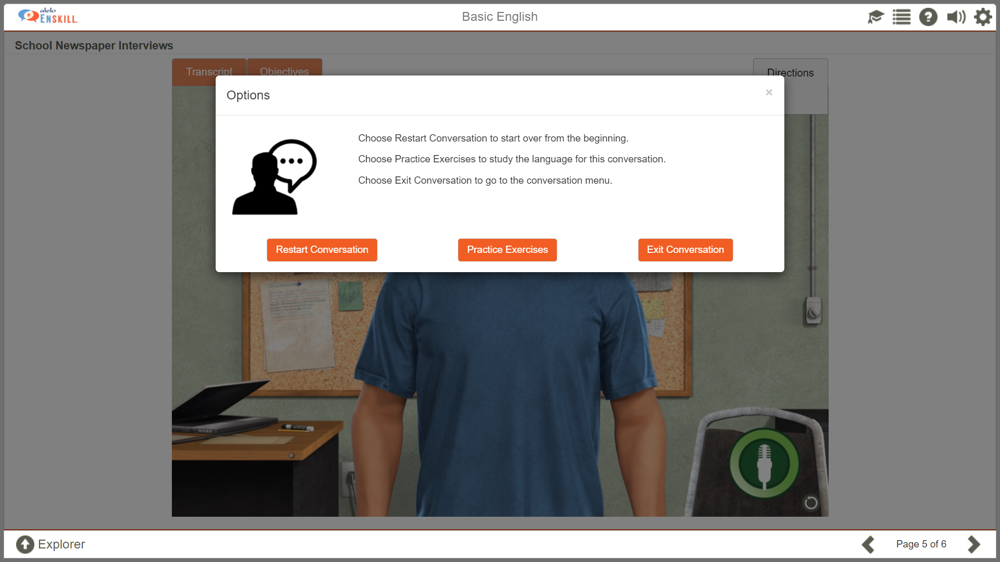 alelo
ENSKILL.
Basic English
School Newspaper Interviews
Transcript
Objectives
Directions
Options
Choose Restart Conversation to start over from the beginning.
Choose Practice Exercises to study the language for this conversation.
Choose Exit Conversation to go to the conversation menu.
Restart Conversation
Practice Exercises
Exit Conversation
Explorer
Page 5 of 6